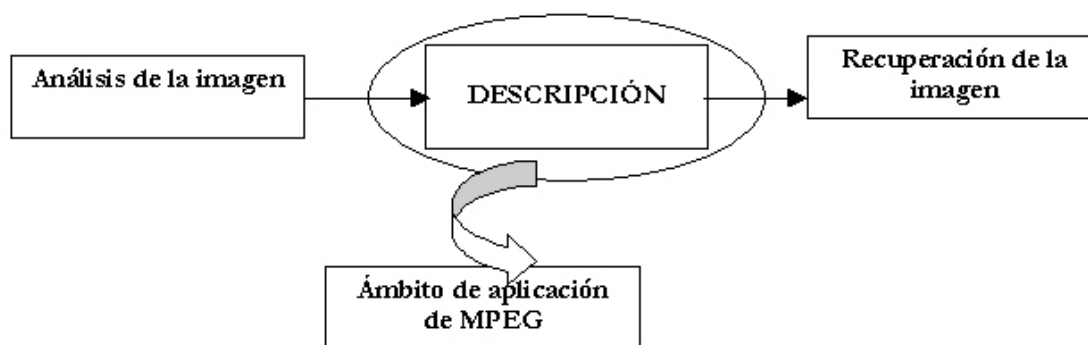 Análisis de la imagen
DESCRIPCIÓN
Recuperación de la
imagen
Ámbito de aplicación
de MPEG